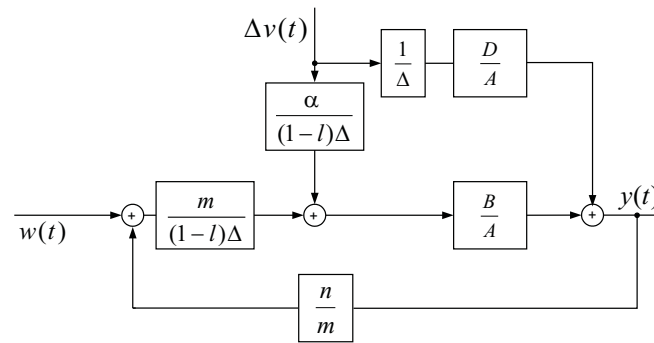 Δv(t)
1/Δ
D/A
α/(1−l)Δ
w(t)
+
m/(1−l)Δ
+
B/A
+
y(t)
n/m